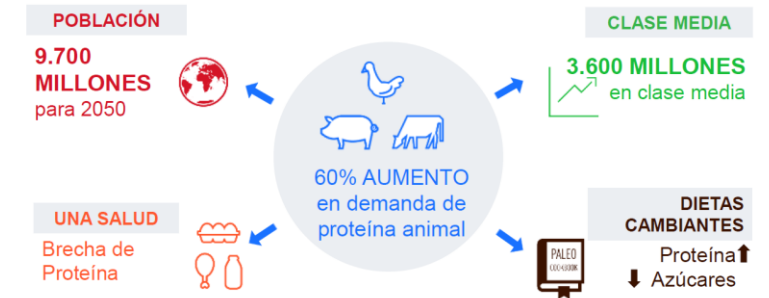 POBLACIÓN
9.700
MILLONES
para 2050
CLASE MEDIA
3.600 MILLONES
en clase media
60% AUMENTO
en demanda de
proteína animal
UNA SALUD
Brecha de
Proteína
DIETAS
CAMBIANTES
PALEO
COOKBOOK
Proteína
Azúcares